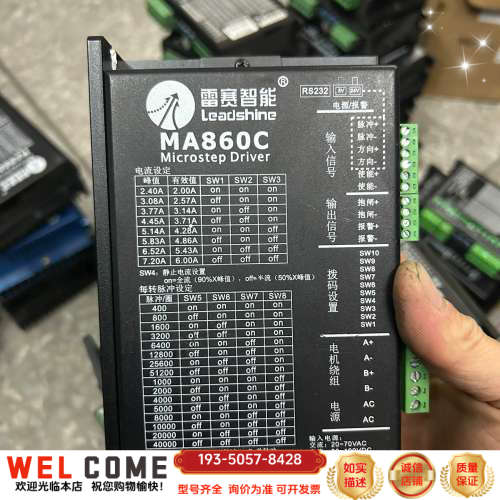 雷赛智能®
Leadshine
MA860C
Microstep Driver
电流设定
峰值 有效值 SW1 SW2 SW3
2.40A 2.00A on on on
3.08A 2.57A off on on
3.77A 3.14A on off on
4.45A 3.71A off off on
5.14A 4.28A on on off
5.83A 4.86A off on off
6.52A 5.43A on off off
7.20A 6.00A off off off
SW4: 静止电流设置
on=全流 (90%X峰值), off=半流 (50%X峰值)
每转脉冲设定
脉冲/圈 SW5 SW6 SW7 SW8
400 on on on on
800 off on on on
1600 on off on on
3200 off off on on
6400 on on off on
12800 off on off on
25600 on off off on
51200 off off off on
1000 on on on off
2000 off on on off
4000 on off on off
5000 off off on off
8000 on on off off
10000 off on off off
20000 on off off off
40000 off off off off
RS232
5V 24V
电源/报警
输入信号
脉冲+
脉冲-
方向+
方向-
使能+
使能-
输出信号
抱闸+
抱闸-
报警+
报警-
拨码设置
SW10
SW9
SW8
SW7
SW6
SW5
SW4
SW3
SW2
SW1
电机绕组
A+
A-
B+
B-
电源
AC
AC
输入电源:
交流: 20~70VAC
WELCOME
欢迎光临本店 祝您购物愉快!
193-5057-8428
型号齐全 询价为准 可开发票
如实描述
诚信店铺
质量保障